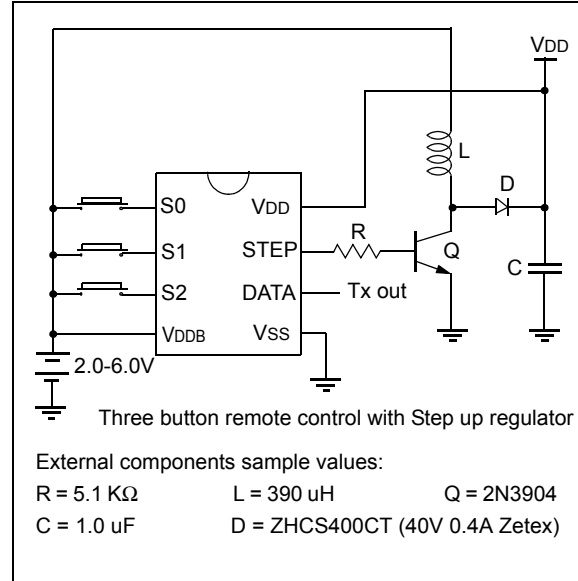 VDD
L
D
S0
VDD
R
S1
STEP
Q
C
S2
DATA
Tx out
VDDB
VSS
2.0-6.0V
Three button remote control with Step up regulator
External components sample values:
R = 5.1 KΩ L = 390 uH Q = 2N3904
C = 1.0 uF D = ZHCS400CT (40V 0.4A Zetex)